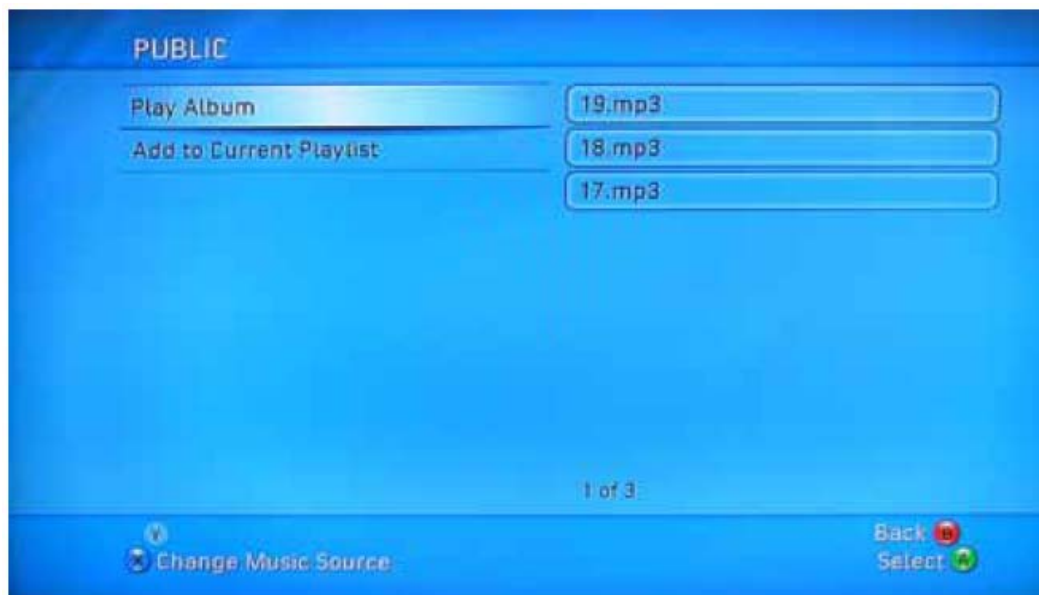 PUBLIC
Play Album
Add to Current Playlist
19.mp3
18.mp3
17.mp3
1 of 3
Y
X Change Music Source
Back B
Select A